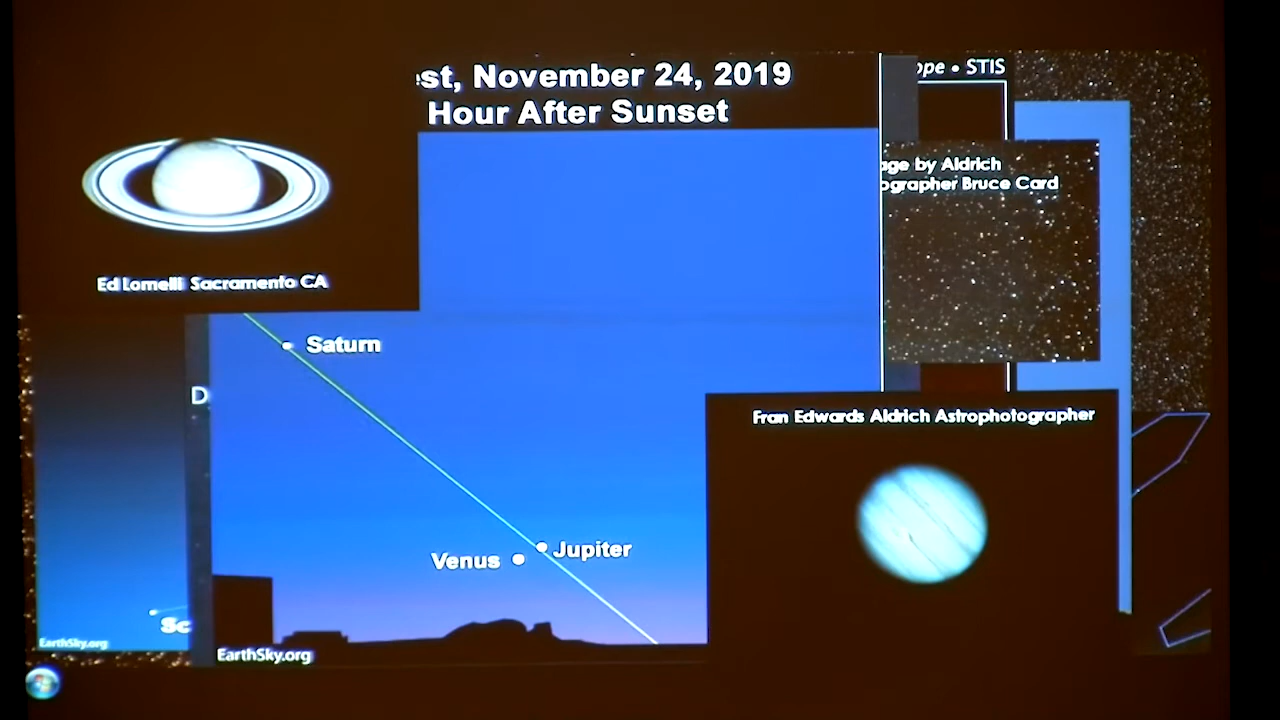 st, November 24, 2019
Hour After Sunset
ope • STIS
age by Aldrich
ographer Bruce Card
Ed Lomelli Sacramento CA
Saturn
D
Fran Edwards Aldrich Astrophotographer
Venus
Jupiter
Sc
EarthSky.org
EarthSky.org